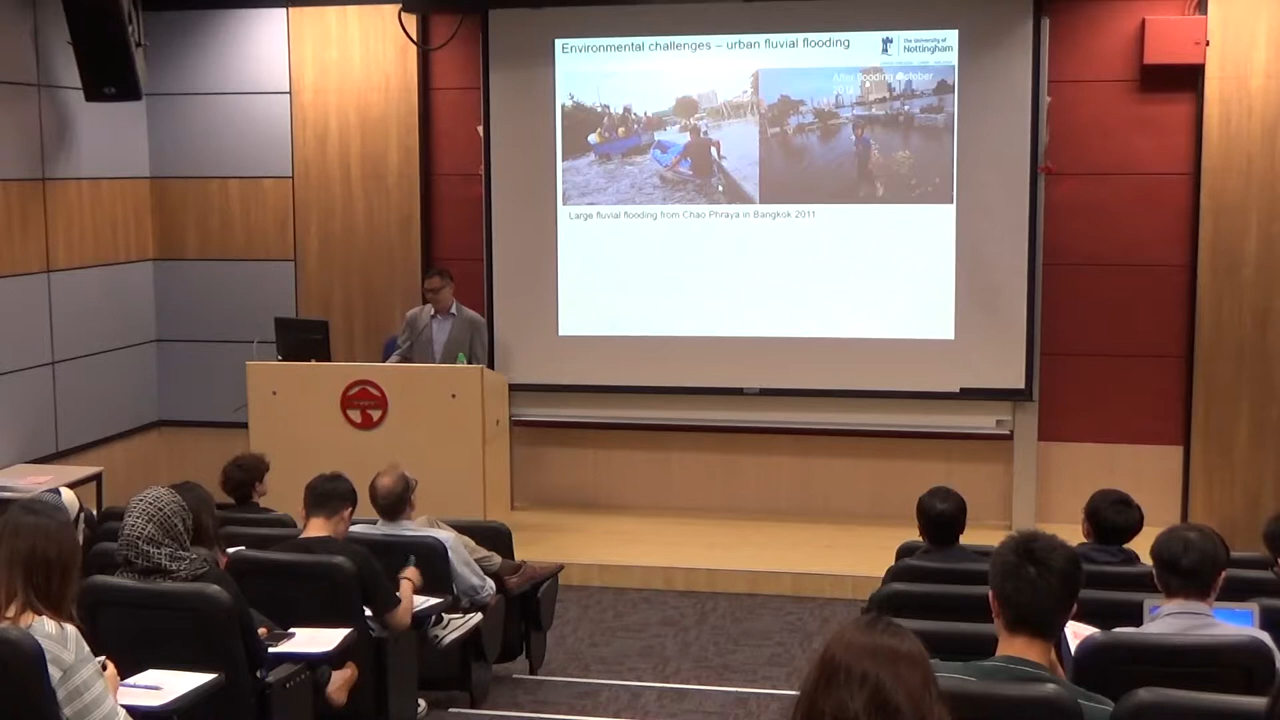 Environmental challenges – urban fluvial flooding
The University of
Nottingham
After flooding October
Large fluvial flooding from Chao Phraya in Bangkok 2011